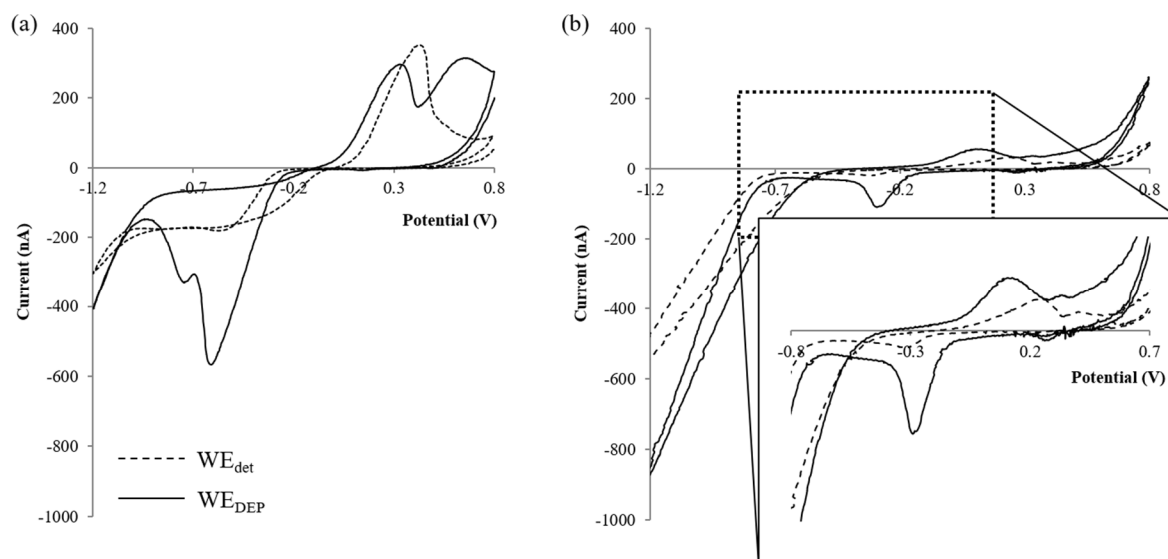 (a)
400
200
0
-200
-400
-600
-800
-1000
-1.2 -0.7 -0.2 0.3 0.8
Potential (V)
Current (nA)
WEdet
WEDEP
(b)
400
200
0
-200
-400
-600
-800
-1000
-1.2 -0.7 -0.2 0.3 0.8
Current (nA)
-0.8 -0.3 0.2 0.7
Potential (V)